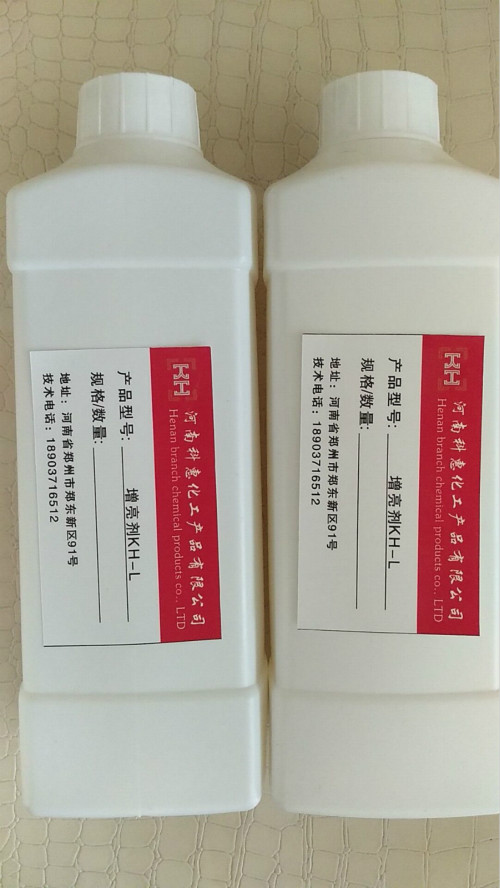 KH
河南科惠化工产品有限公司
Henan branch chemical products co., LTD
产品型号: 增亮剂KH-L
规格/数量:
地址: 河南省郑州市郑东新区91号
技术电话: 18903716512
KH
河南科惠化工产品有限公司
Henan branch chemical products co., LTD
产品型号: 增亮剂KH-L
规格/数量:
地址: 河南省郑州市郑东新区91号
技术电话: 18903716512